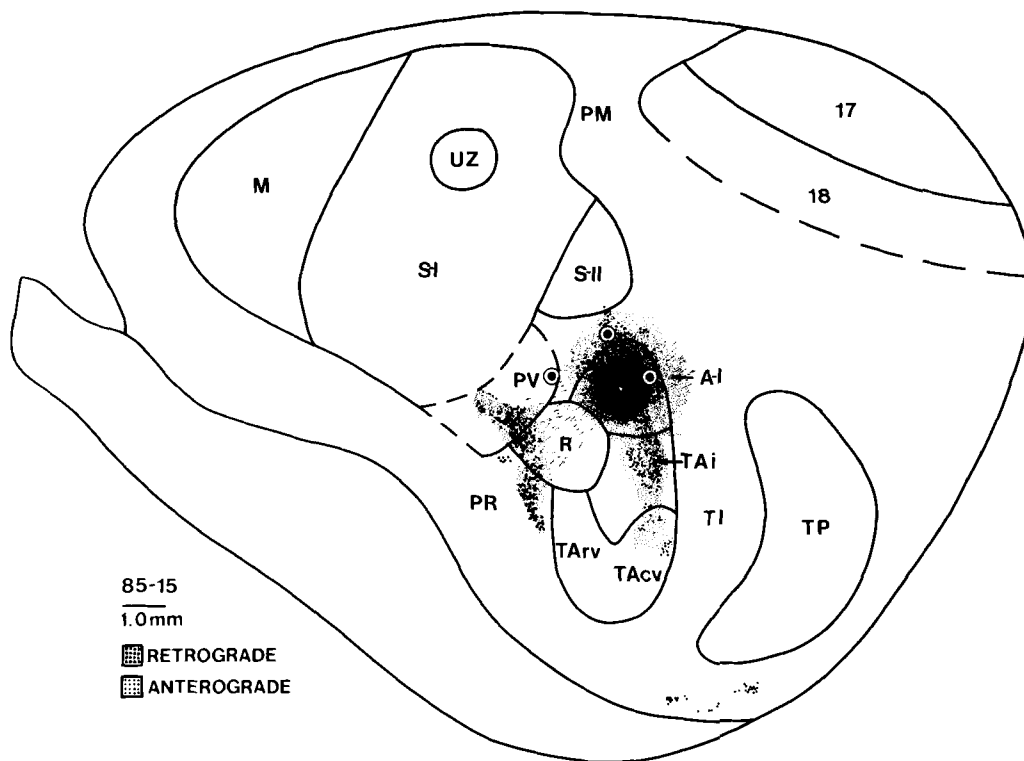 PM
17
UZ
M
18
S-I
S-II
PV
A-I
R
TAi
PR
TI
TP
TArv
TAcv
85-15
1.0mm
RETROGRADE
ANTEROGRADE